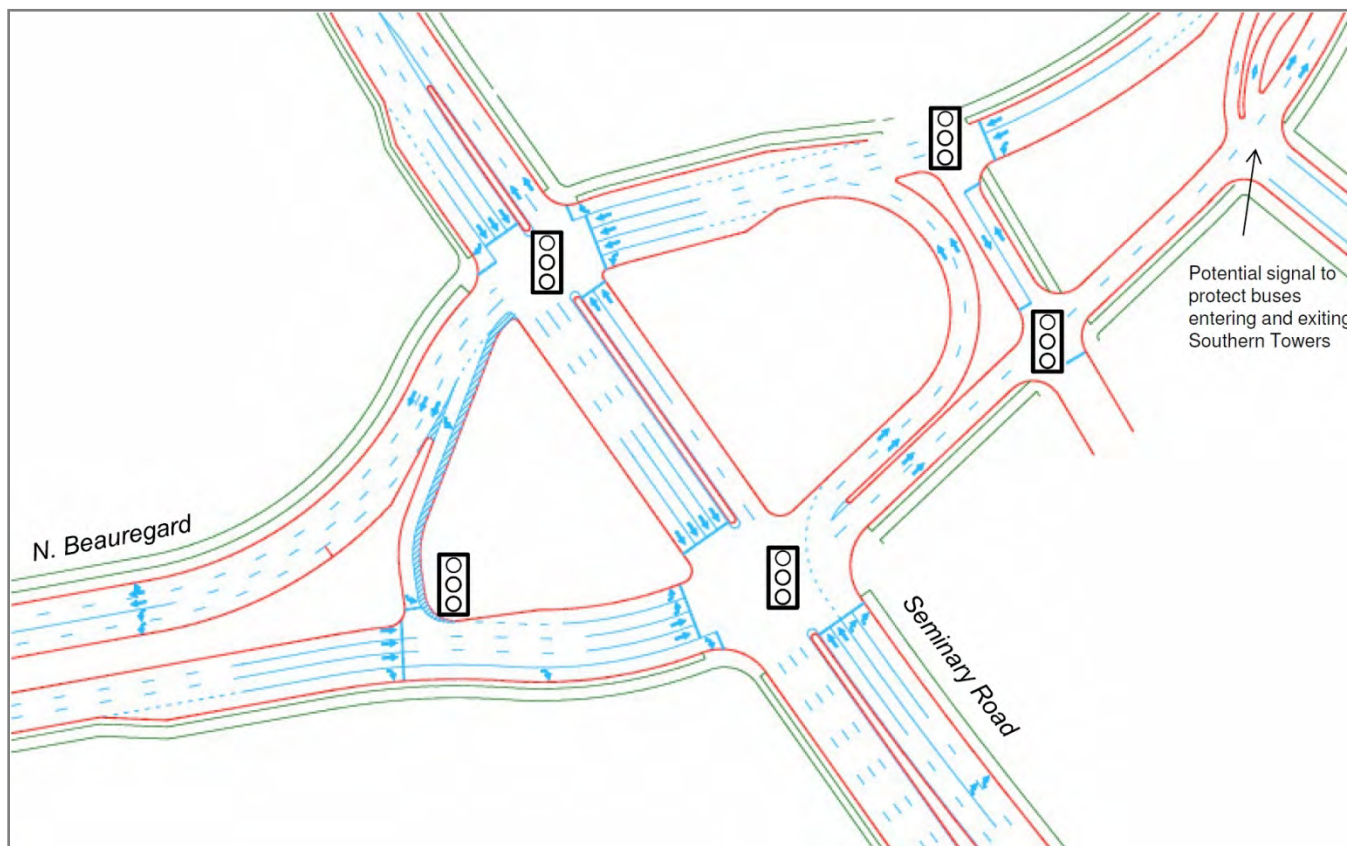 Potential signal to
protect buses
entering and exiting
Southern Towers
N. Beauregard
Seminary Road